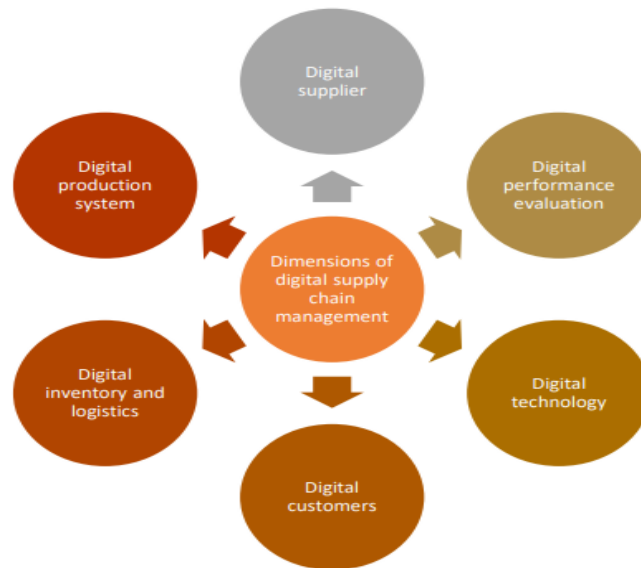 Digital
supplier
Digital
performance
evaluation
Digital
technology
Digital
customers
Digital
inventory and
logistics
Digital
production
system
Dimensions of
digital supply
chain
management